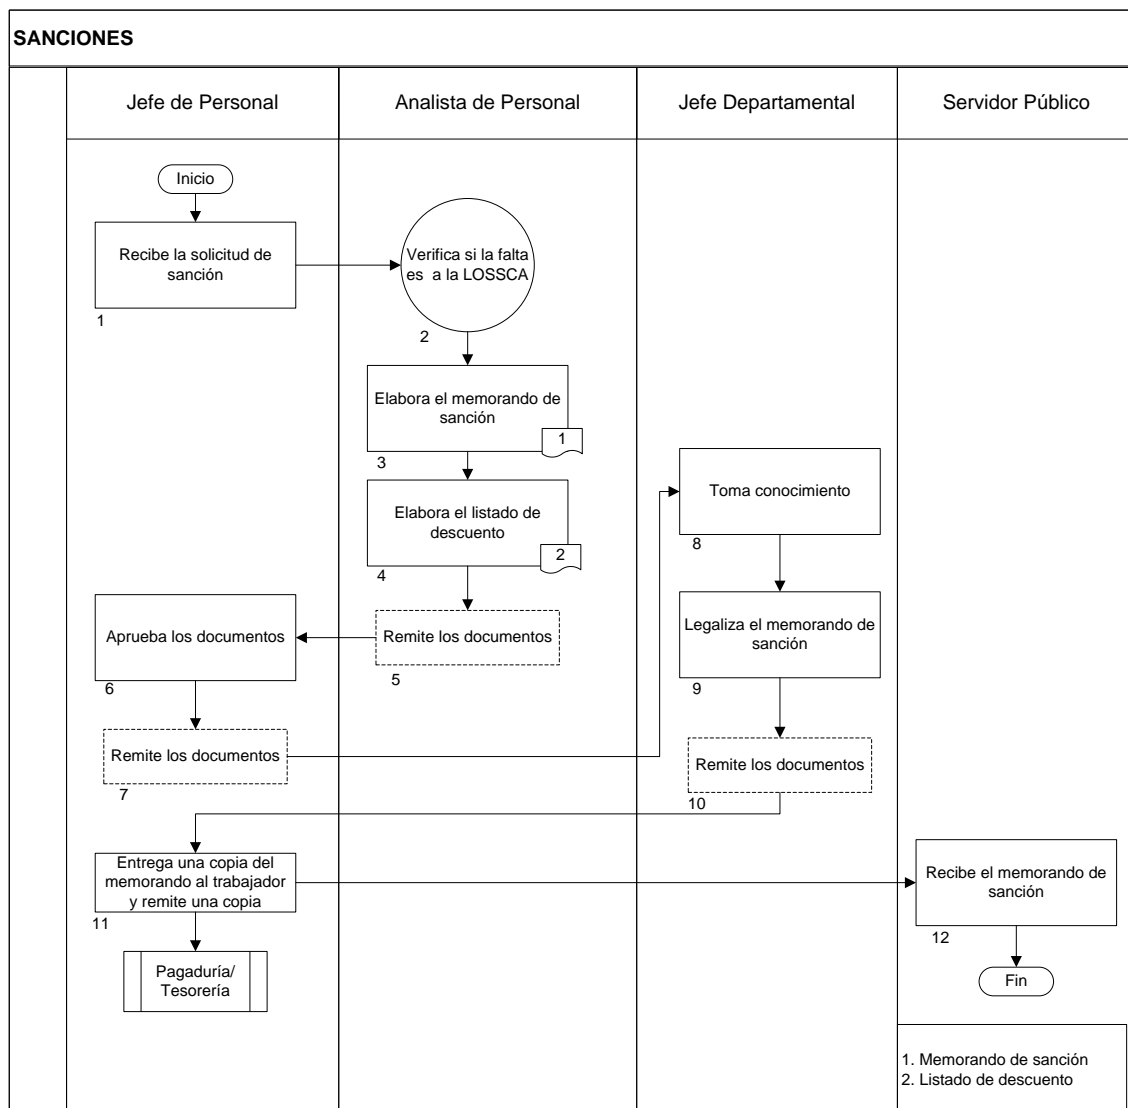 SANCIONES
Jefe de Personal
Analista de Personal
Jefe Departamental
Servidor Público
Inicio
Recibe la solicitud de
sanción
1
Verifica si la falta
es a la LOSSCA
2
Elabora el memorando de
sanción
1
3
Elabora el listado de
descuento
2
4
Remite los documentos
5
Aprueba los documentos
6
Remite los documentos
7
Toma conocimiento
8
Legaliza el memorando de
sanción
9
Remite los documentos
10
Entrega una copia del
memorando al trabajador
y remite una copia
11
Pagaduría/
Tesorería
Recibe el memorando de
sanción
12
Fin
1. Memorando de sanción
2. Listado de descuento